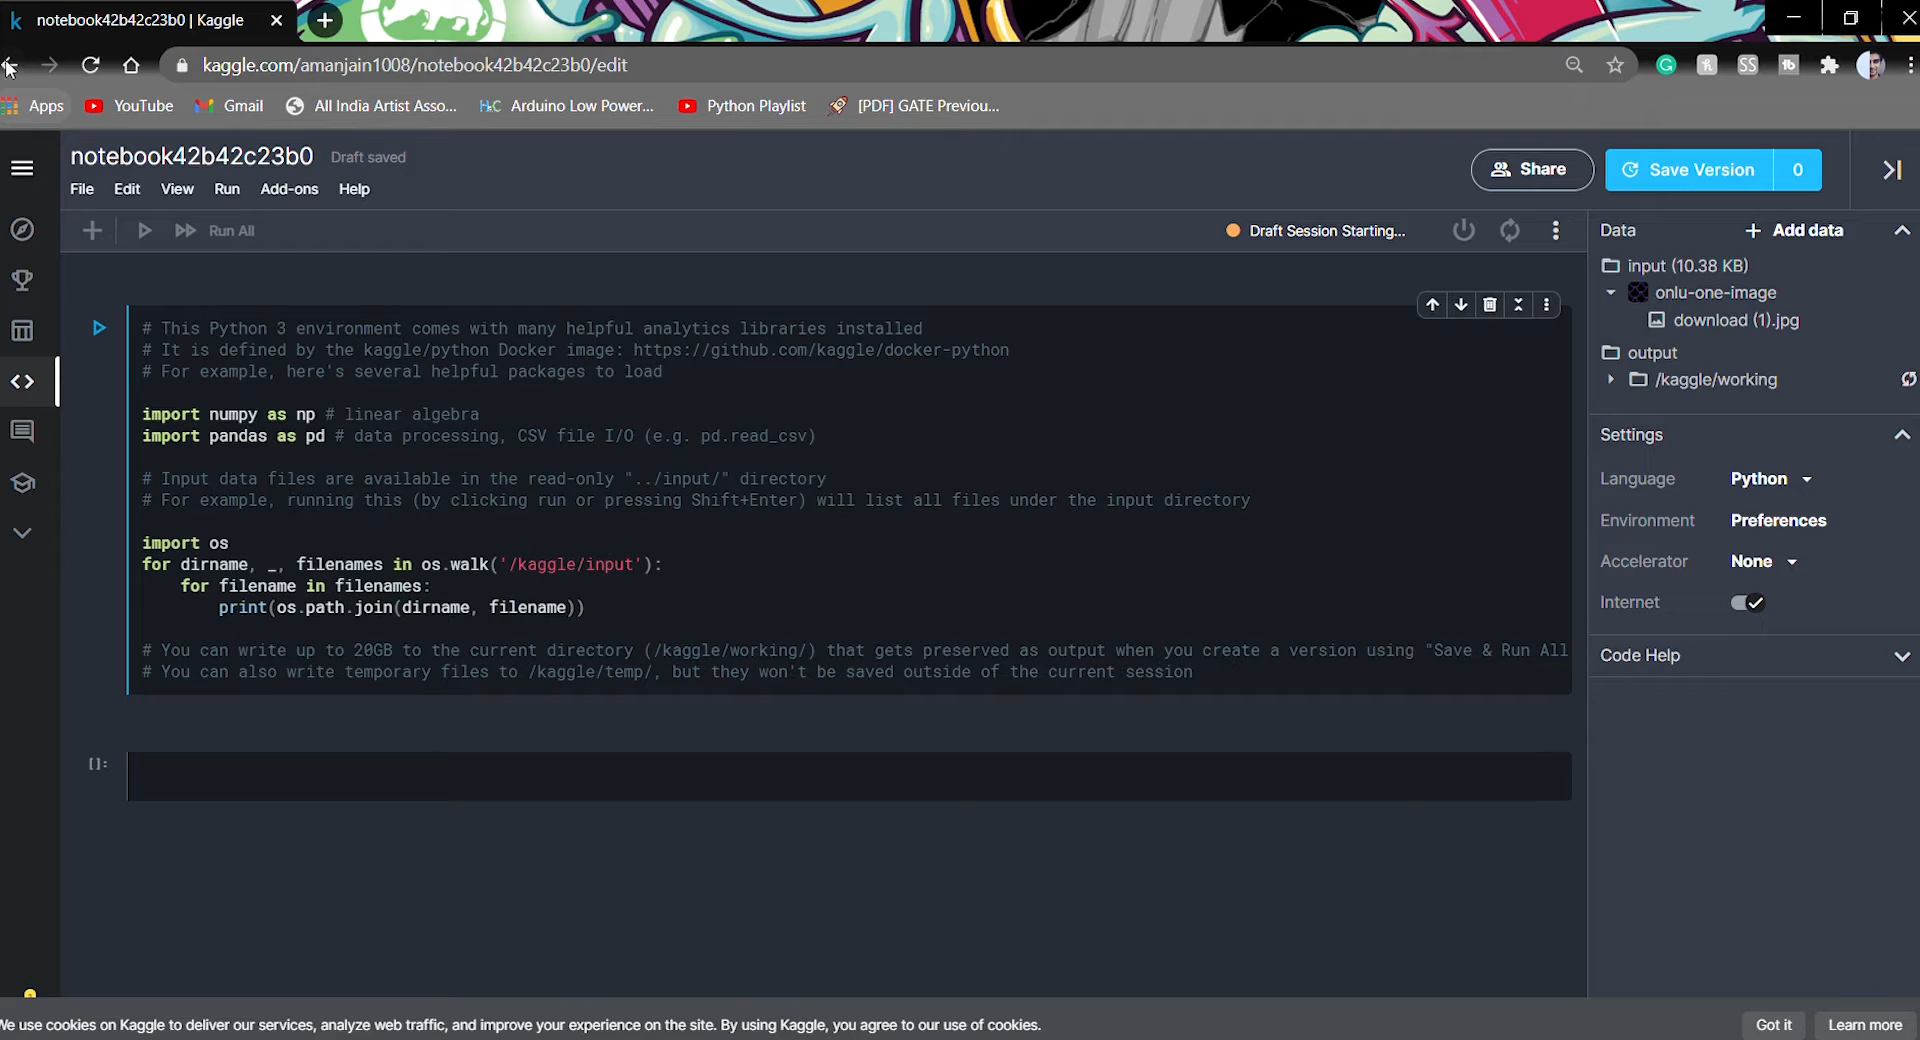 notebook42b42c23b0 | Kaggle
kaggle.com/amanjain1008/notebook42b42c23b0/edit
Apps YouTube Gmail All India Artist Asso... Arduino Low Power... Python Playlist [PDF] GATE Previou...
notebook42b42c23b0 Draft saved
File Edit View Run Add-ons Help
Share
Save Version 0
Run All
Draft Session Starting...
# This Python 3 environment comes with many helpful analytics libraries installed
# It is defined by the kaggle/python Docker image: https://github.com/kaggle/docker-python
# For example, here's several helpful packages to load
import numpy as np # linear algebra
import pandas as pd # data processing, CSV file I/O (e.g. pd.read_csv)
# Input data files are available in the read-only "../input/" directory
# For example, running this (by clicking run or pressing Shift+Enter) will list all files under the input directory
import os
for dirname, _, filenames in os.walk('/kaggle/input'):
    for filename in filenames:
        print(os.path.join(dirname, filename))
# You can write up to 20GB to the current directory (/kaggle/working/) that gets preserved as output when you create a version using "Save & Run All
# You can also write temporary files to /kaggle/temp/, but they won't be saved outside of the current session
[]:
Data
+ Add data
input (10.38 KB)
onlu-one-image
download (1).jpg
output
/kaggle/working
Settings
Language Python
Environment Preferences
Accelerator None
Internet
Code Help
We use cookies on Kaggle to deliver our services, analyze web traffic, and improve your experience on the site. By using Kaggle, you agree to our use of cookies.
Got it
Learn more